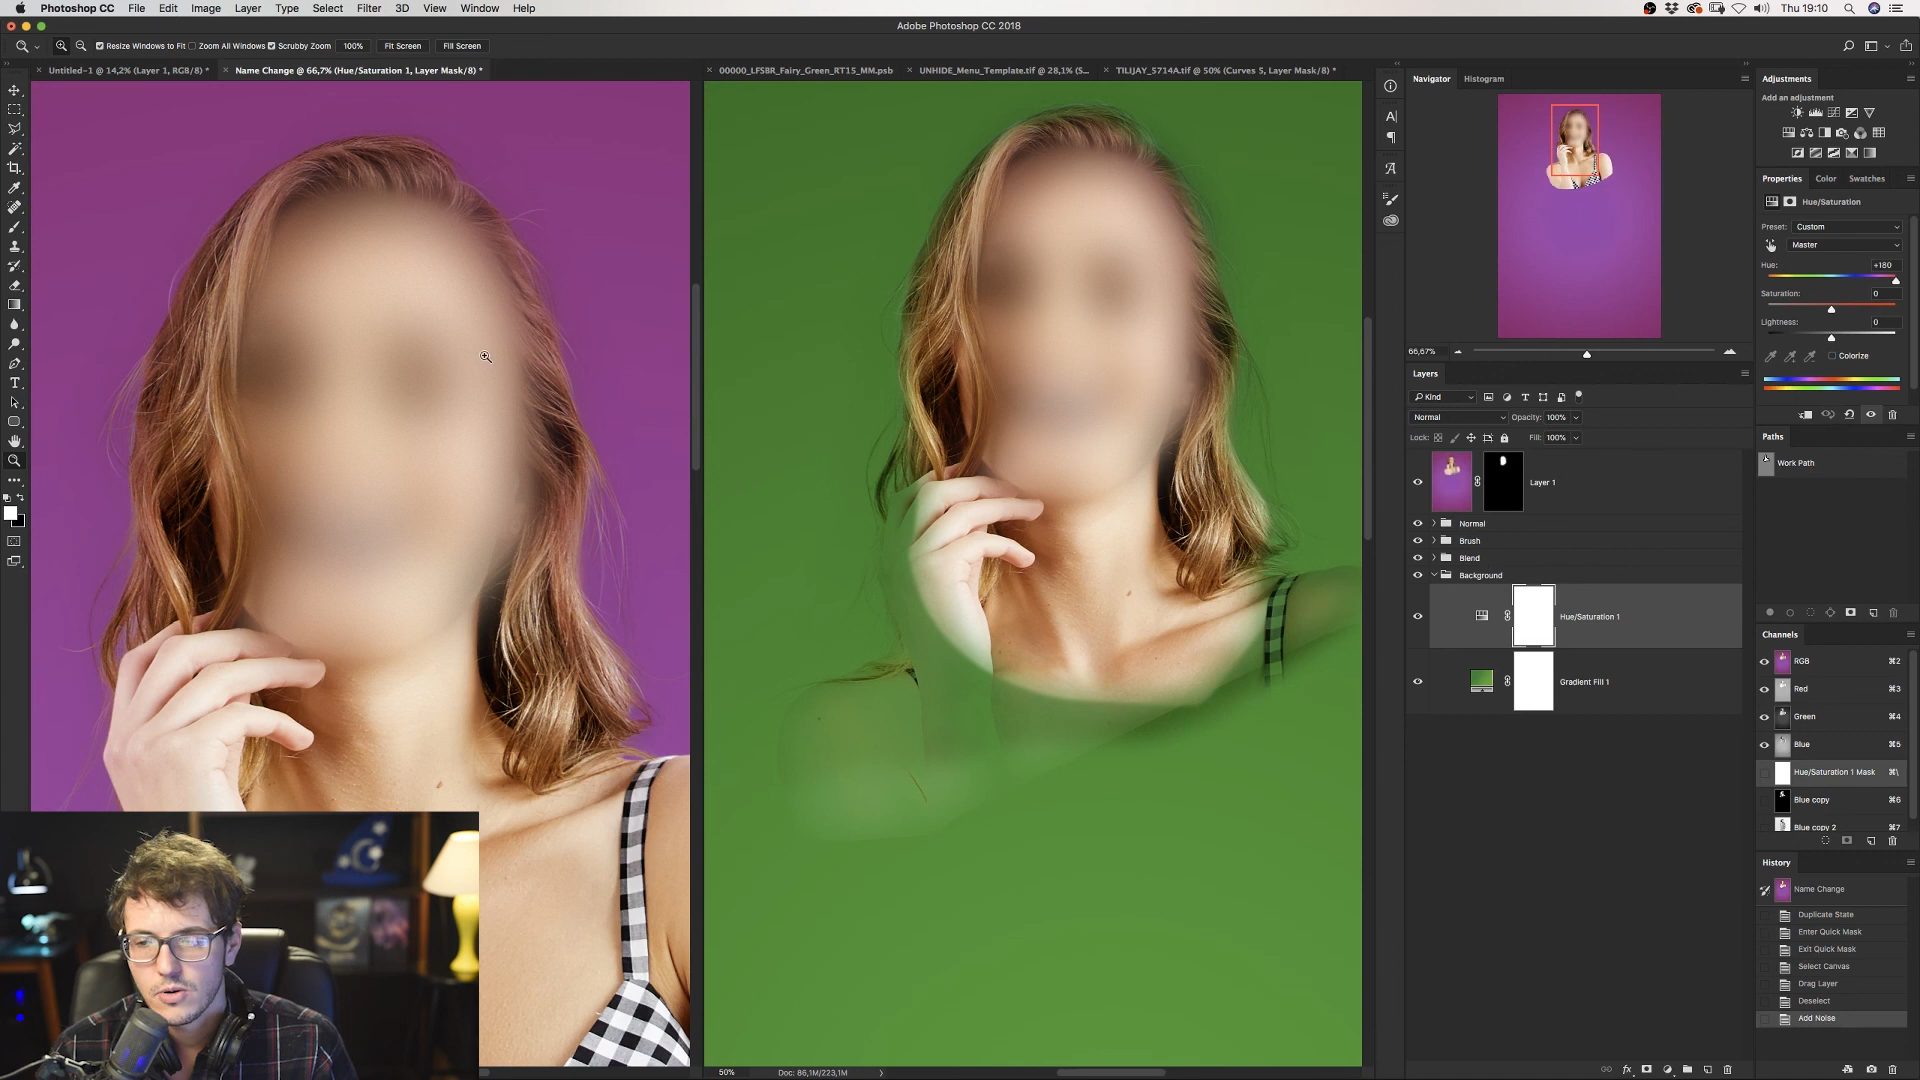 Photoshop CC File Edit Image Layer Type Select Filter 3D View Window Help Thu 19:10
Adobe Photoshop CC 2018
Resize Windows to Fit Zoom All Windows Scrubby Zoom 100% Fit Screen Fill Screen
Untitled-1 @ 14,2% (Layer 1, RGB/8) * Name Change @ 66,7% (Hue/Saturation 1, Layer Mask/8) * 00000_LFSBR_Fairy_Green_RT15_MM.psb UNHIDE_Menu_Template.tif @ 28,1% (S... TILIJAY_5714A.tif @ 50% (Curves 5, Layer Mask/8) *
Navigator Histogram
66,67%
Layers
Kind
Normal Opacity: 100%
Lock: Fill: 100%
Layer 1
Normal
Brush
Blend
Background
Hue/Saturation 1
Gradient Fill 1
Adjustments
Add an adjustment
Properties Color Swatches
Hue/Saturation
Preset: Custom
Master
Hue: +180
Saturation: 0
Lightness: 0
Colorize
Paths
Work Path
Channels
RGB ⌘2
Red ⌘3
Green ⌘4
Blue ⌘5
Hue/Saturation 1 Mask ⌘\
Blue copy ⌘6
Blue copy 2 ⌘7
History
Name Change
Duplicate State
Enter Quick Mask
Exit Quick Mask
Select Canvas
Drag Layer
Deselect
Add Noise
50% Doc: 86,1M/223,1M